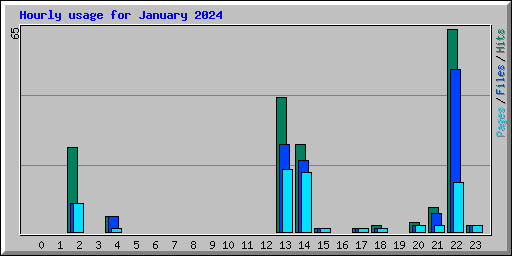 Hourly usage for January 2024
65
Pages/Files/Hits
0 1 2 3 4 5 6 7 8 9 10 11 12 13 14 15 16 17 18 19 20 21 22 23